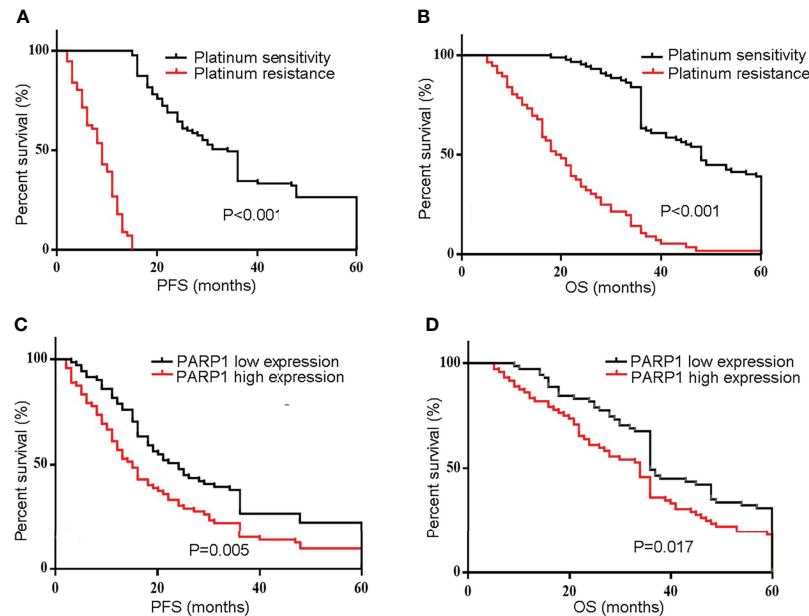 A
Platinum sensitivity
Platinum resistance
100
50
0
Percent survival (%)
P<0.001
0
20
40
60
PFS (months)
B
Platinum sensitivity
Platinum resistance
100
50
0
Percent survival (%)
P<0.001
0
20
40
60
OS (months)
C
PARP1 low expression
PARP1 high expression
100
50
0
Percent survival (%)
P=0.005
0
20
40
60
PFS (months)
D
PARP1 low expression
PARP1 high expression
100
50
0
Percent survival (%)
P=0.017
0
20
40
60
OS (months)